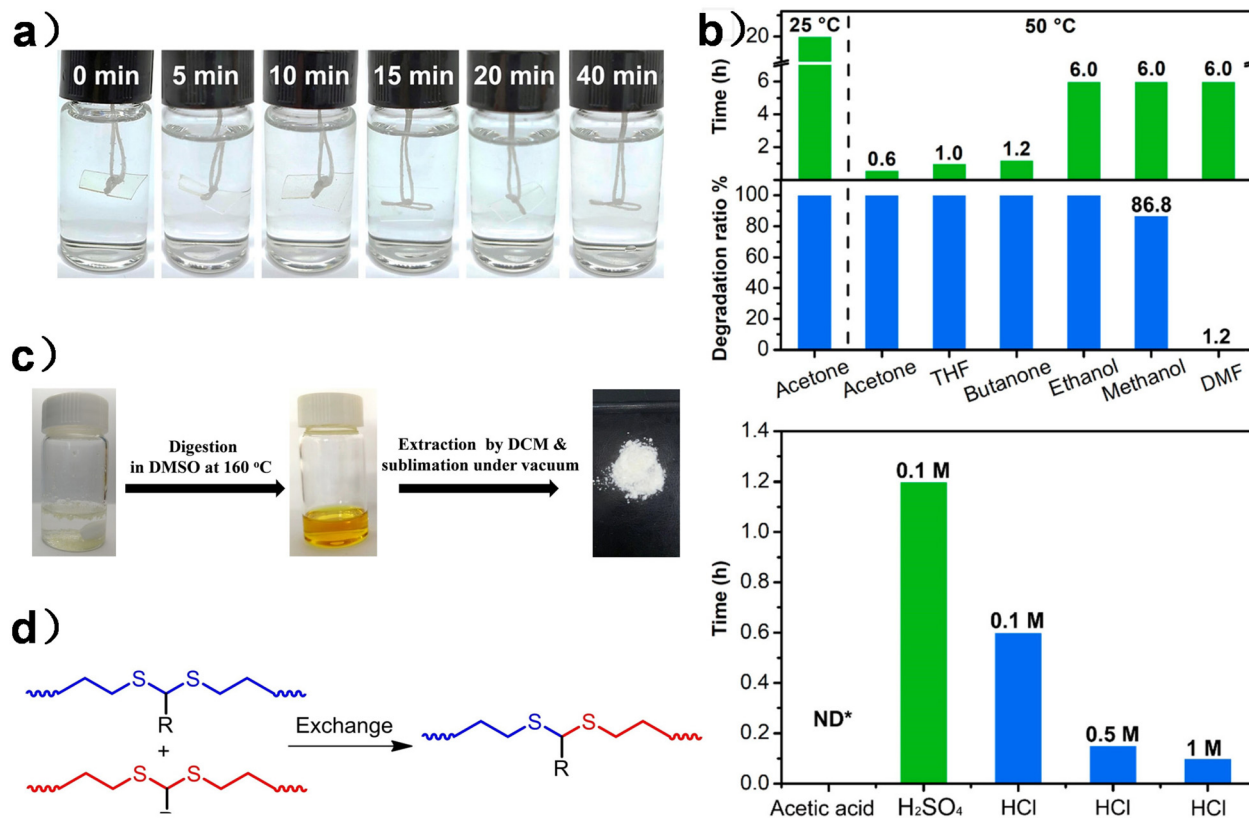 a)
0 min
5 min
10 min
15 min
20 min
40 min
b)
25 °C
50 °C
Time (h)
20
6
4
2
0.6
1.0
1.2
6.0
6.0
6.0
Degradation ratio %
100
80
60
40
20
0
86.8
1.2
Acetone
Acetone
THF
Butanone
Ethanol
Methanol
DMF
c)
Digestion
in DMSO at 160 °C
Extraction by DCM &
sublimation under vacuum
Time (h)
1.4
1.2
1.0
0.8
0.6
0.4
0.2
0.0
ND*
0.1 M
0.1 M
0.5 M
1 M
Acetic acid
H₂SO₄
HCl
HCl
HCl
d)
S S
R
+
S S
Exchange
S S
R